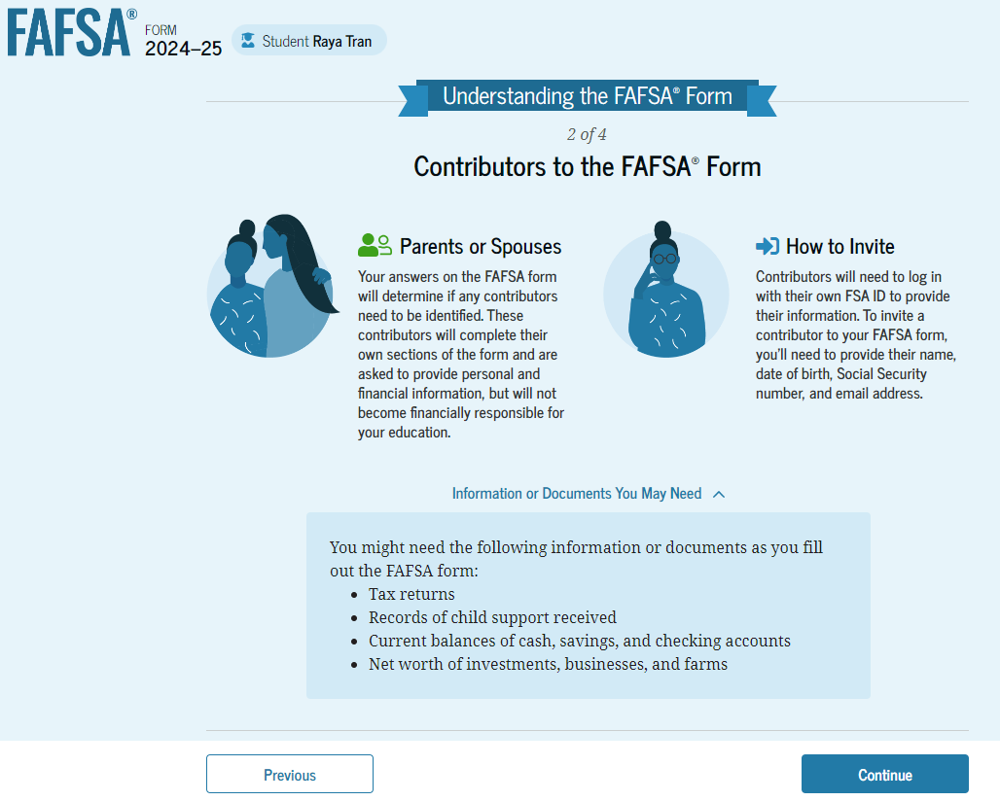 FAFSA®
FORM
2024–25
Student Raya Tran
Understanding the FAFSA® Form
2 of 4
Contributors to the FAFSA® Form
Parents or Spouses
Your answers on the FAFSA form
will determine if any contributors
need to be identified. These
contributors will complete their
own sections of the form and are
asked to provide personal and
financial information, but will not
become financially responsible for
your education.
How to Invite
Contributors will need to log in
with their own FSA ID to provide
their information. To invite a
contributor to your FAFSA form,
you'll need to provide their name,
date of birth, Social Security
number, and email address.
Information or Documents You May Need
You might need the following information or documents as you fill
out the FAFSA form:
• Tax returns
• Records of child support received
• Current balances of cash, savings, and checking accounts
• Net worth of investments, businesses, and farms
Previous
Continue